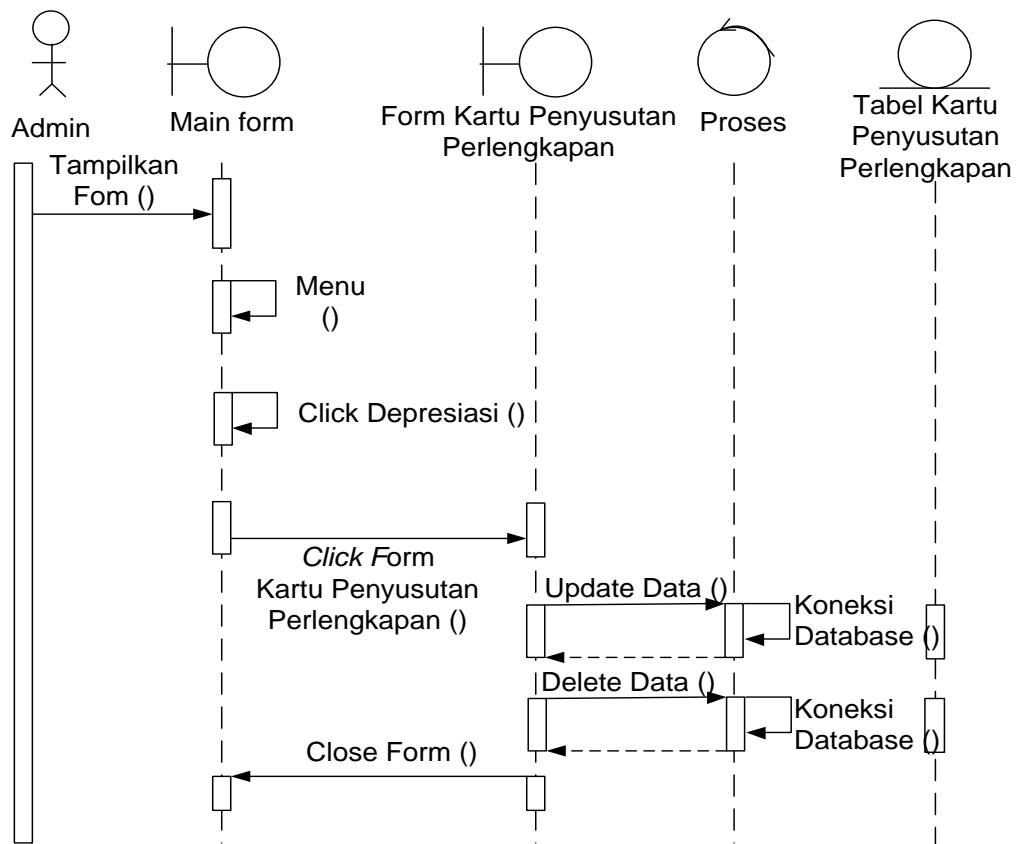 Admin
Main form
Form Kartu Penyusutan
Perlengkapan
Proses
Tabel Kartu
Penyusutan
Perlengkapan
Tampilkan
Fom ()
Menu
()
Click Depresiasi ()
Click Form
Kartu Penyusutan
Perlengkapan ()
Update Data ()
Koneksi
Database ()
Delete Data ()
Koneksi
Database ()
Close Form ()